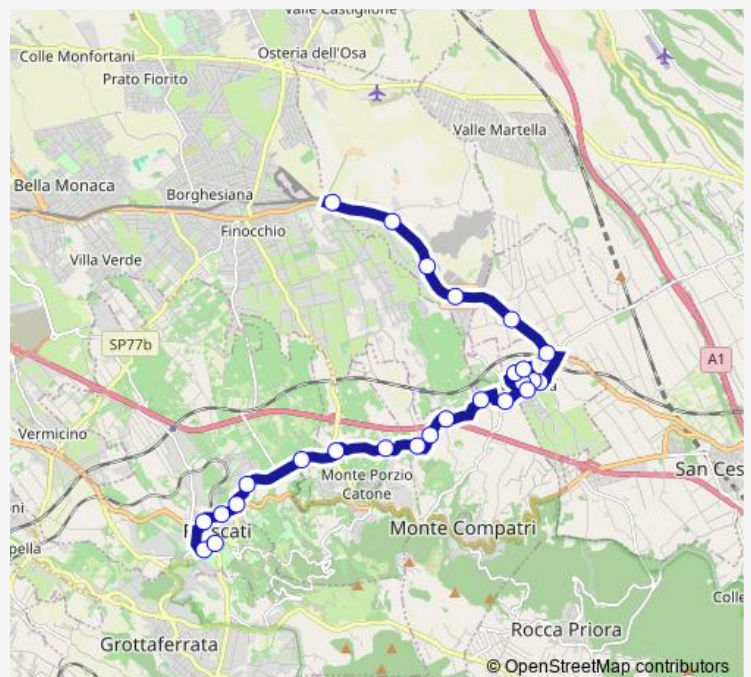 Valle Castiglione
Colle Monfortani
Osteria dell'Osa
Prato Fiorito
Valle Martella
Bella Monaca
Borghesiana
Finocchio
Villa Verde
SP77b
A1
Vermicino
San Ces
Monte Porzio
Catone
Monte Compatri
Colle
Rocca Priora
Grottaferrata
© OpenStreetMap contributors